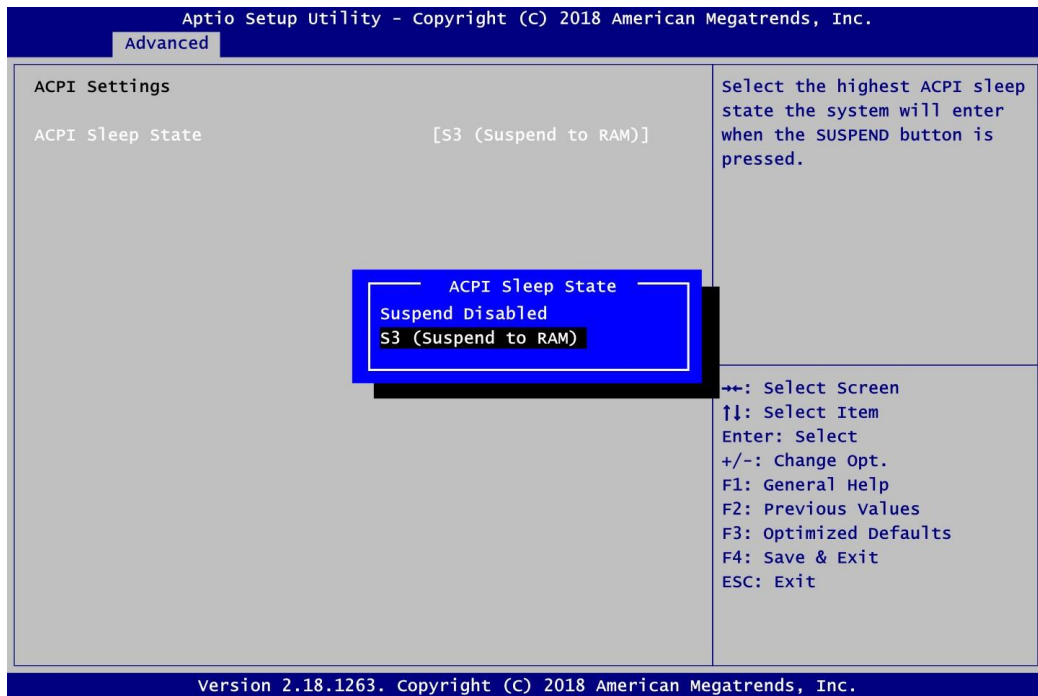 Aptio Setup Utility - Copyright (C) 2018 American Megatrends, Inc.
Advanced
ACPI Settings
ACPI Sleep State [S3 (Suspend to RAM)]
Select the highest ACPI sleep
state the system will enter
when the SUSPEND button is
pressed.
ACPI Sleep State
Suspend Disabled
S3 (Suspend to RAM)
→←: Select Screen
↑↓: Select Item
Enter: Select
+/-: Change Opt.
F1: General Help
F2: Previous Values
F3: Optimized Defaults
F4: Save & Exit
ESC: Exit
Version 2.18.1263. Copyright (C) 2018 American Megatrends, Inc.